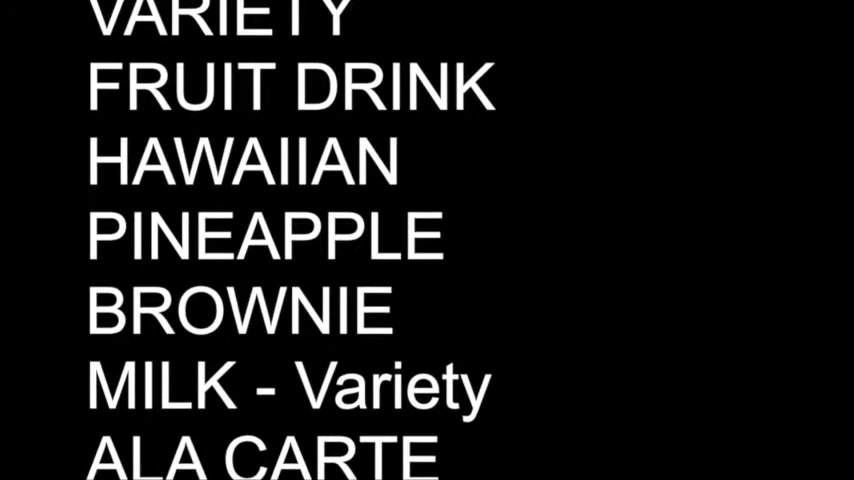 VARIETY
FRUIT DRINK
HAWAIIAN
PINEAPPLE
BROWNIE
MILK - Variety
ALA CARTE